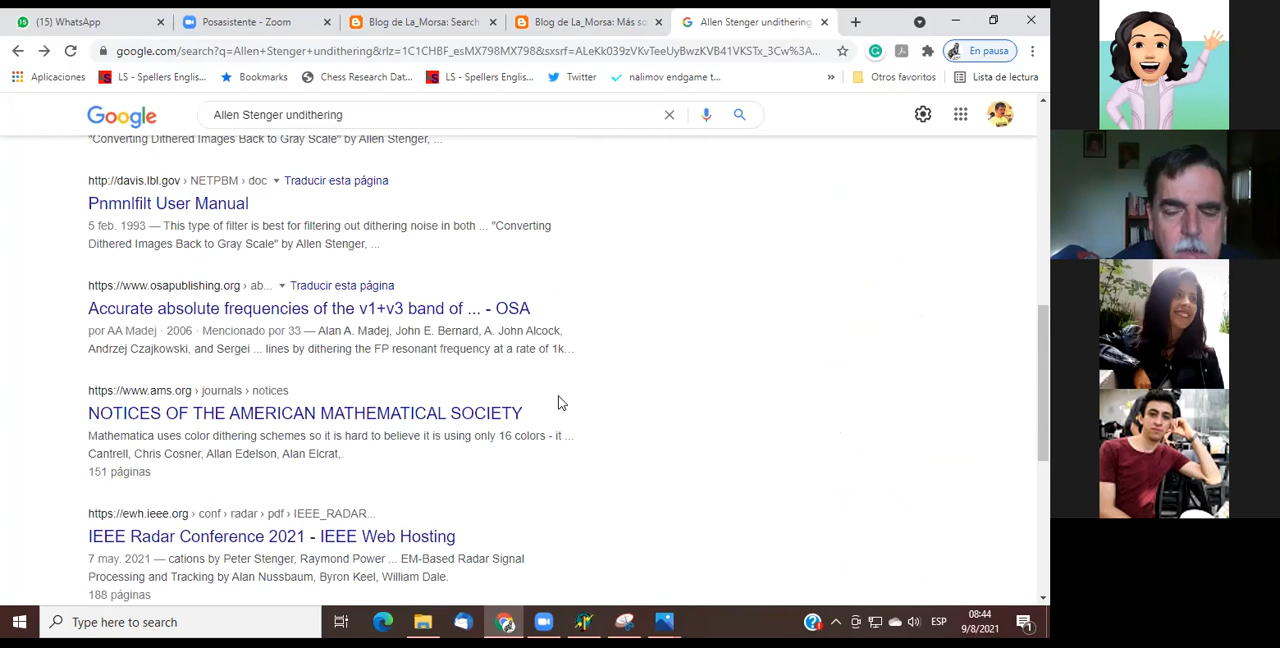 (15) WhatsApp
Posasistente - Zoom
Blog de La_Morsa: Search
Blog de La_Morsa: Más so
Allen Stenger undithering
google.com/search?q=Allen+Stenger+undithering&rlz=1C1CHBF_esMX798MX798&sxsrf=ALeKk039zVKvTeeUyBwzKVB41VKSTx_3Cw%3A...
En pausa
Aplicaciones
LS - Spellers Englis...
Bookmarks
Chess Research Dat...
LS - Spellers Englis...
Twitter
nalimov endgame t...
»
Otros favoritos
Lista de lectura
Google
Allen Stenger undithering
"Converting Dithered Images Back to Gray Scale" by Allen Stenger, ...
http://davis.lbl.gov › NETPBM › doc
Traducir esta página
Pnmnlfilt User Manual
5 feb. 1993 — This type of filter is best for filtering out dithering noise in both ... "Converting
Dithered Images Back to Gray Scale" by Allen Stenger, ...
https://www.osapublishing.org › ab...
Traducir esta página
Accurate absolute frequencies of the ν1+ν3 band of ... - OSA
por AA Madej · 2006 · Mencionado por 33 — Alan A. Madej, John E. Bernard, A. John Alcock,
Andrzej Czajkowski, and Sergei ... lines by dithering the FP resonant frequency at a rate of 1k...
https://www.ams.org › journals › notices
NOTICES OF THE AMERICAN MATHEMATICAL SOCIETY
Mathematica uses color dithering schemes so it is hard to believe it is using only 16 colors - it ...
Cantrell, Chris Cosner, Allan Edelson, Alan Elcrat,.
151 páginas
https://ewh.ieee.org › conf › radar › pdf › IEEE_RADAR...
IEEE Radar Conference 2021 - IEEE Web Hosting
7 may. 2021 — cations by Peter Stenger, Raymond Power ... EM-Based Radar Signal
Processing and Tracking by Alan Nussbaum, Byron Keel, William Dale.
188 páginas
Type here to search
ESP
08:44
9/8/2021
1